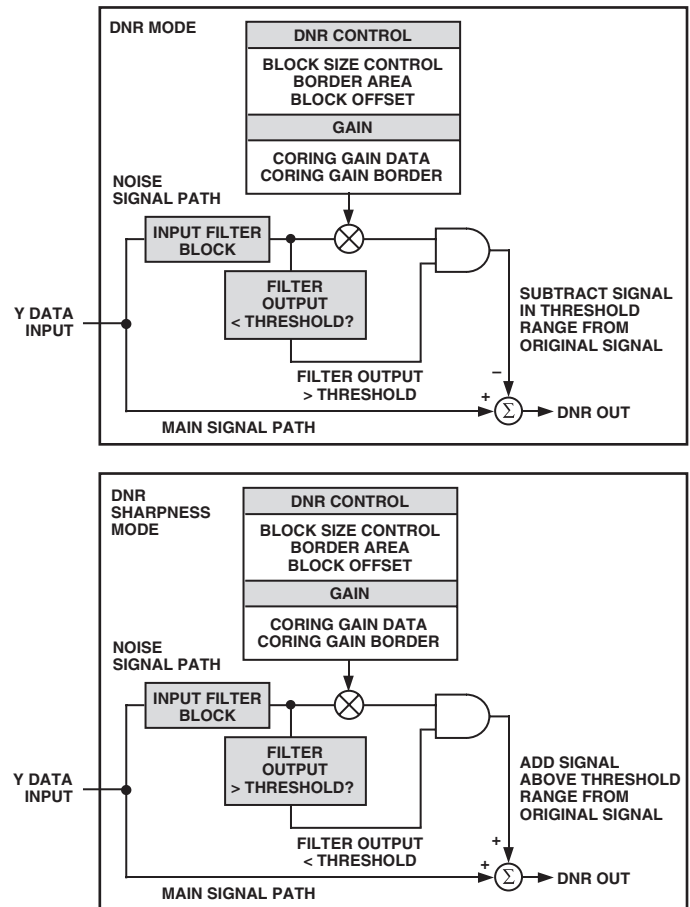 DNR MODE
DNR CONTROL
BLOCK SIZE CONTROL
BORDER AREA
BLOCK OFFSET
GAIN
CORING GAIN DATA
CORING GAIN BORDER
NOISE
SIGNAL PATH
INPUT FILTER
BLOCK
FILTER
OUTPUT
< THRESHOLD?
Y DATA
INPUT
SUBTRACT SIGNAL
IN THRESHOLD
RANGE FROM
ORIGINAL SIGNAL
FILTER OUTPUT
> THRESHOLD
–
+
Σ
DNR OUT
MAIN SIGNAL PATH
DNR
SHARPNESS
MODE
DNR CONTROL
BLOCK SIZE CONTROL
BORDER AREA
BLOCK OFFSET
GAIN
CORING GAIN DATA
CORING GAIN BORDER
NOISE
SIGNAL PATH
INPUT FILTER
BLOCK
FILTER
OUTPUT
> THRESHOLD?
Y DATA
INPUT
ADD SIGNAL
ABOVE THRESHOLD
RANGE FROM
ORIGINAL SIGNAL
FILTER OUTPUT
< THRESHOLD
+
+
Σ
DNR OUT
MAIN SIGNAL PATH